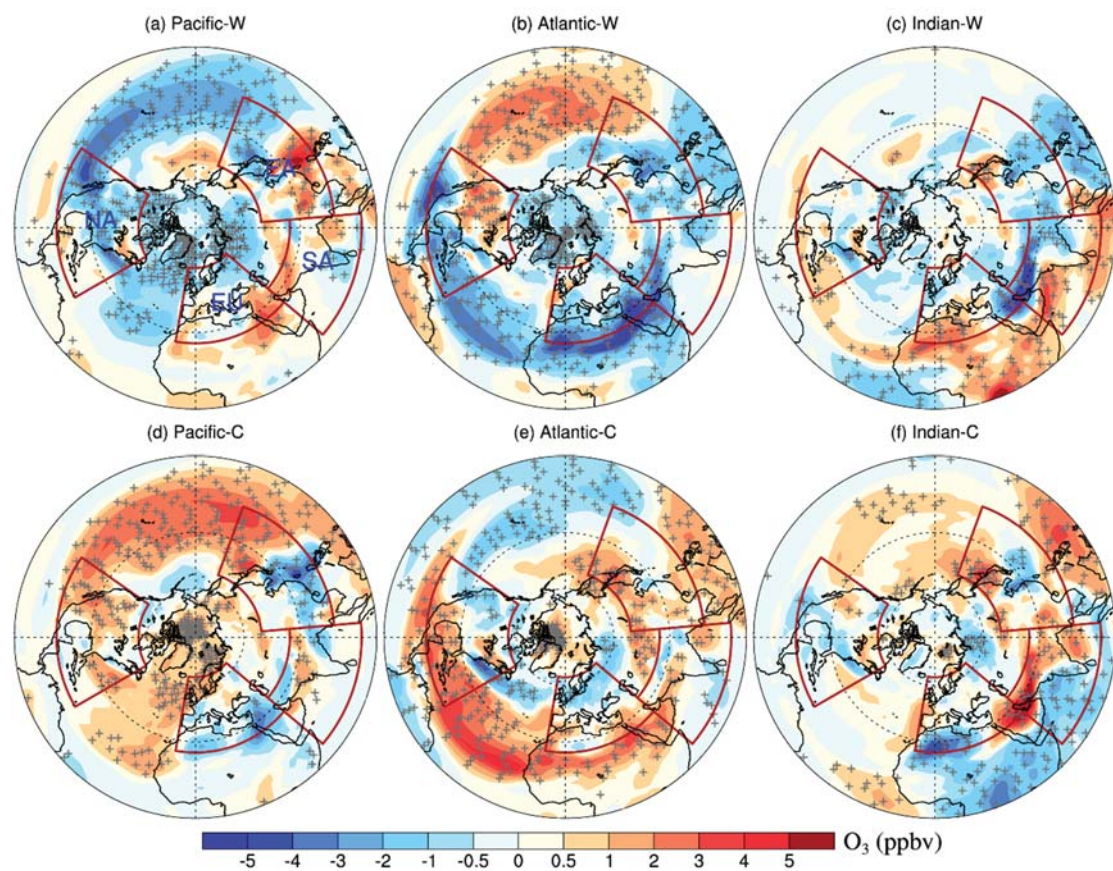 (a) Pacific-W (b) Atlantic-W (c) Indian-W
EA
NA
SA
EU
(d) Pacific-C (e) Atlantic-C (f) Indian-C
-5 -4 -3 -2 -1 -0.5 0 0.5 1 2 3 4 5 O₃ (ppbv)